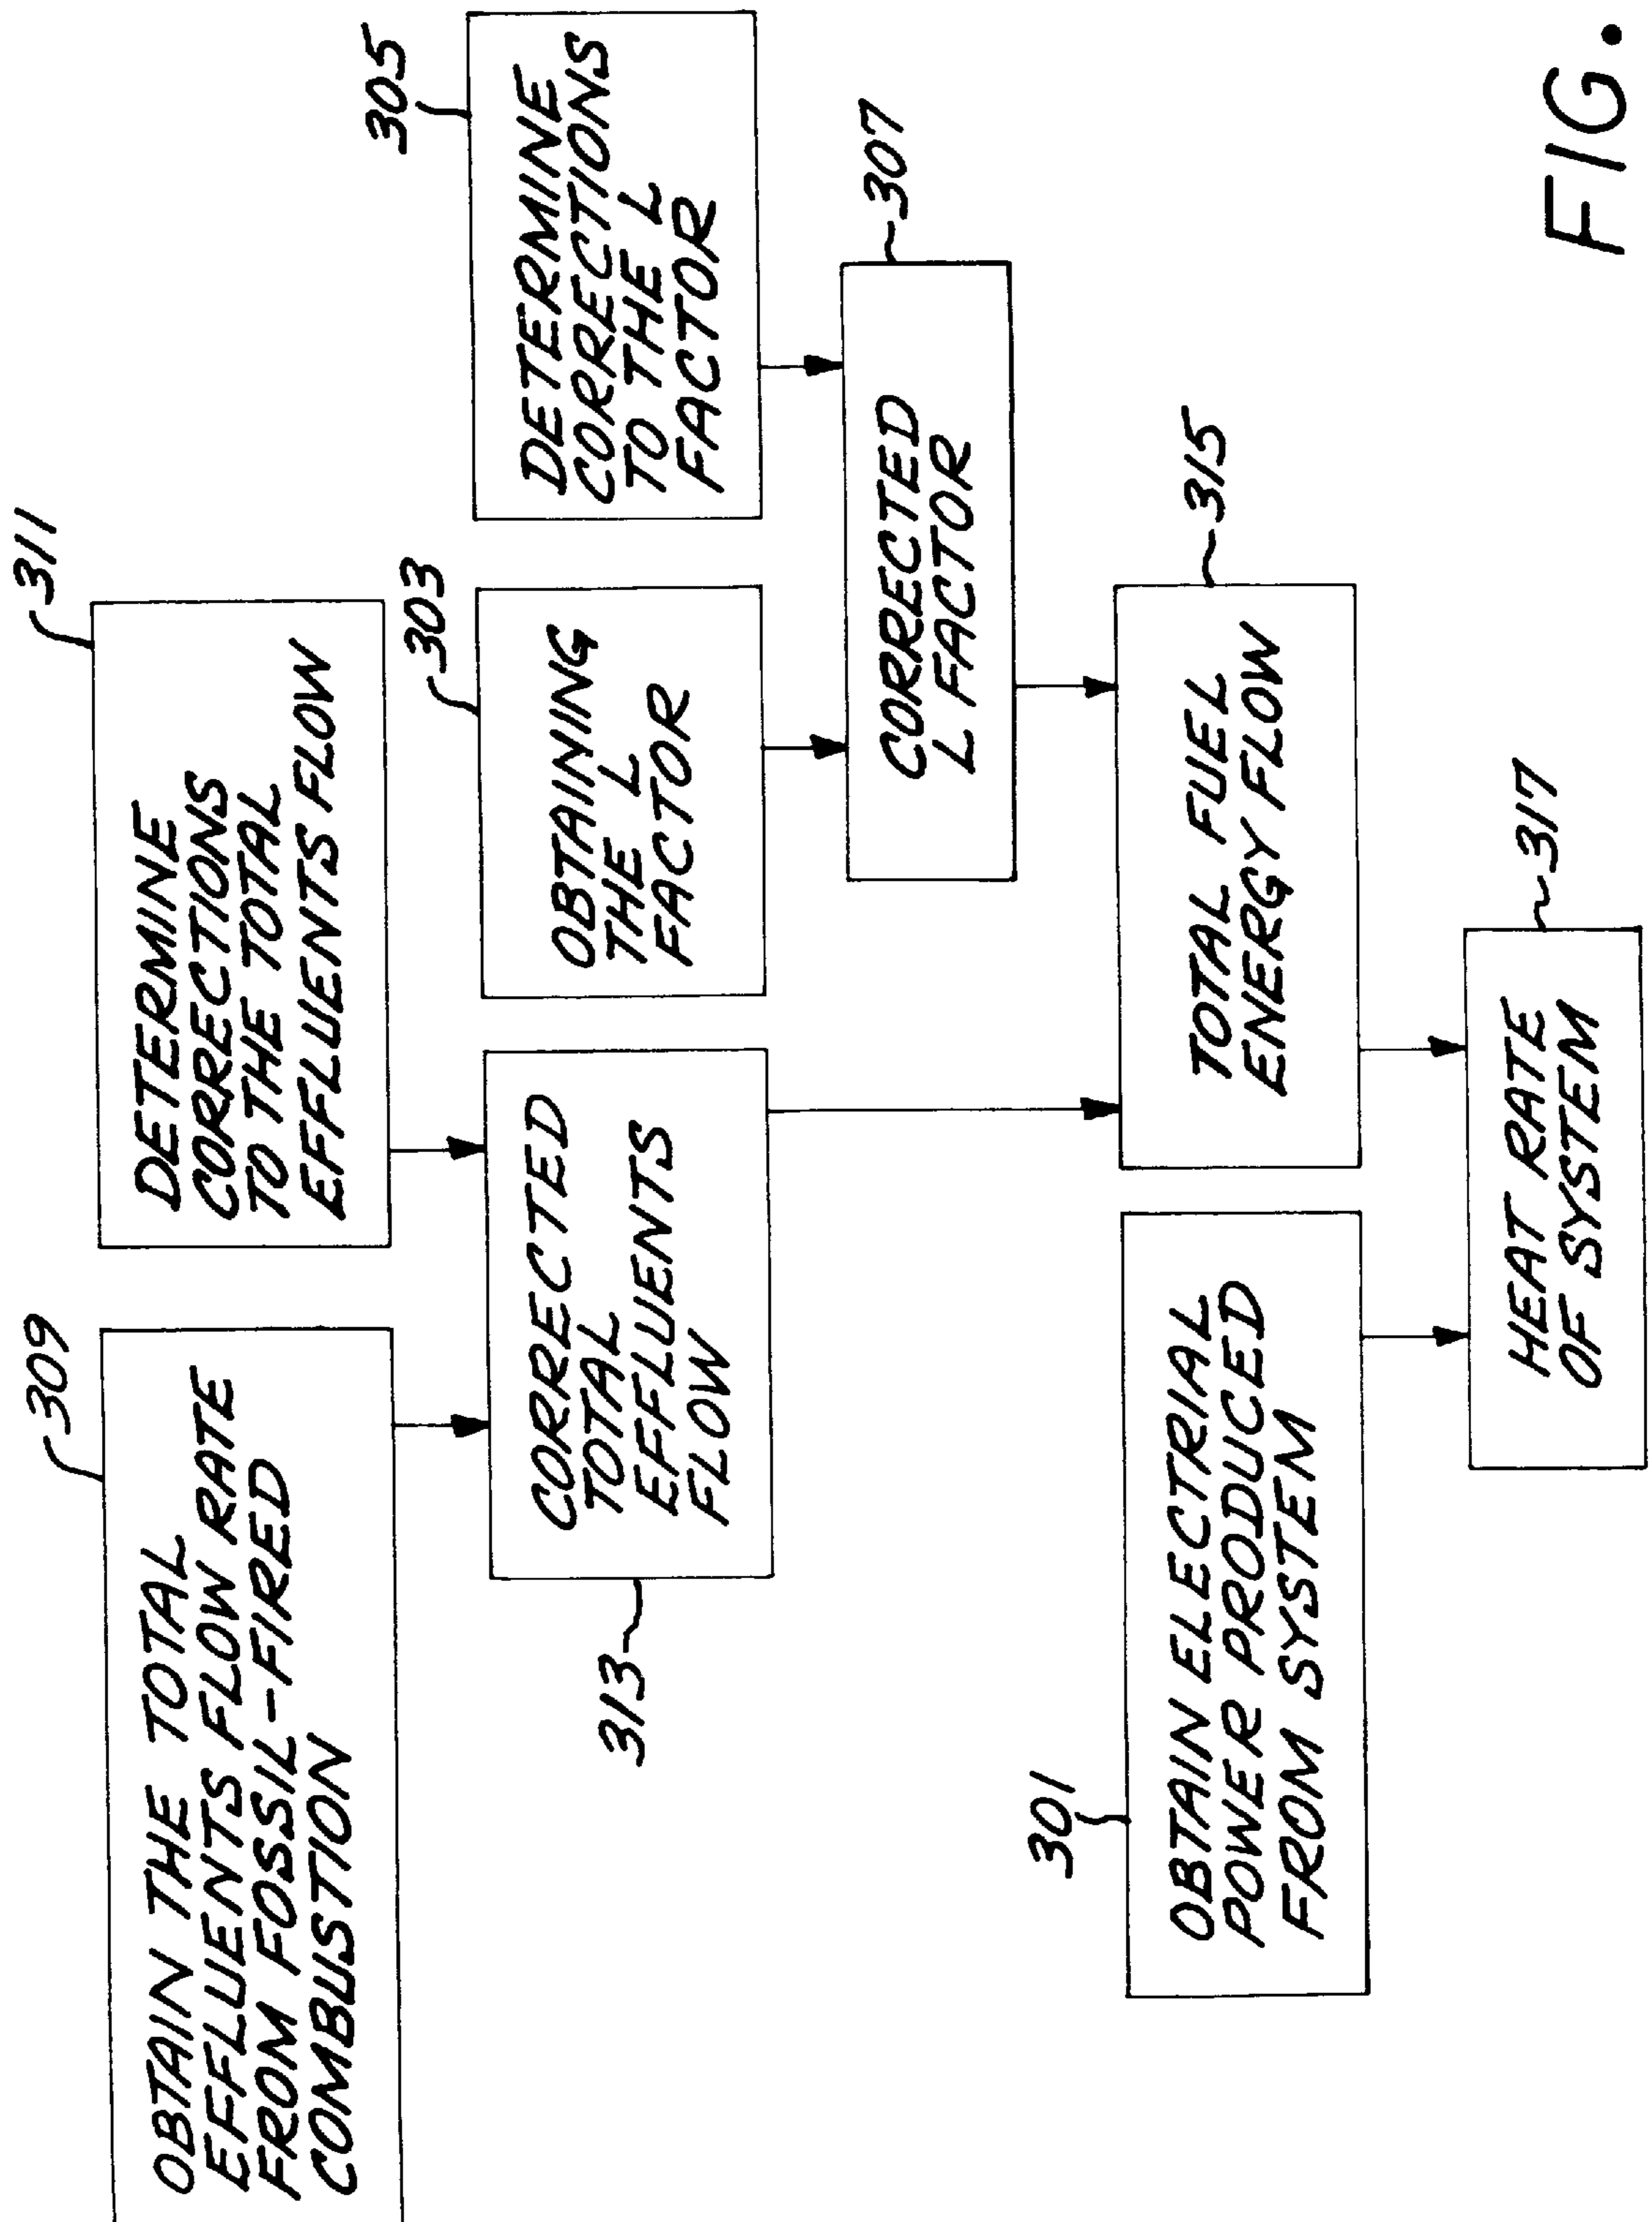 309
OBTAIN THE TOTAL
EFFLUENTS FLOW RATE
FROM FOSSIL-FIRED
COMBUSTION
311
DETERMINE
CORRECTIONS
TO THE TOTAL
EFFLUENTS FLOW
313
CORRECTED
TOTAL
EFFLUENTS
FLOW
303
OBTAINING
THE L
FACTOR
305
DETERMINE
CORRECTIONS
TO THE L
FACTOR
CORRECTED
L FACTOR
307
301
OBTAIN ELECTRIAL
POWER PRODUCED
FROM SYSTEM
TOTAL FUEL
ENERGY FLOW
315
HEAT RATE
OF SYSTEM
317
FIG.